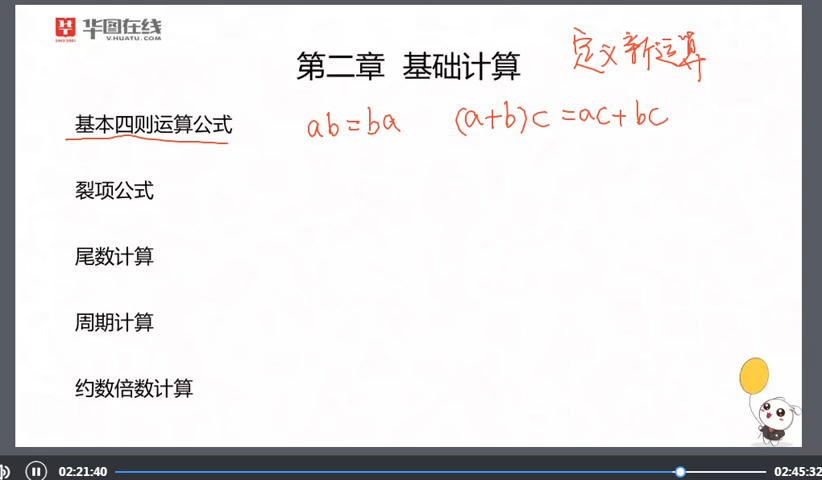 华图在线
V.HUATU.COM
第二章 基础计算
定义新运算
基本四则运算公式
ab=ba (a+b)c=ac+bc
裂项公式
尾数计算
周期计算
约数倍数计算
02:21:40
02:45:32